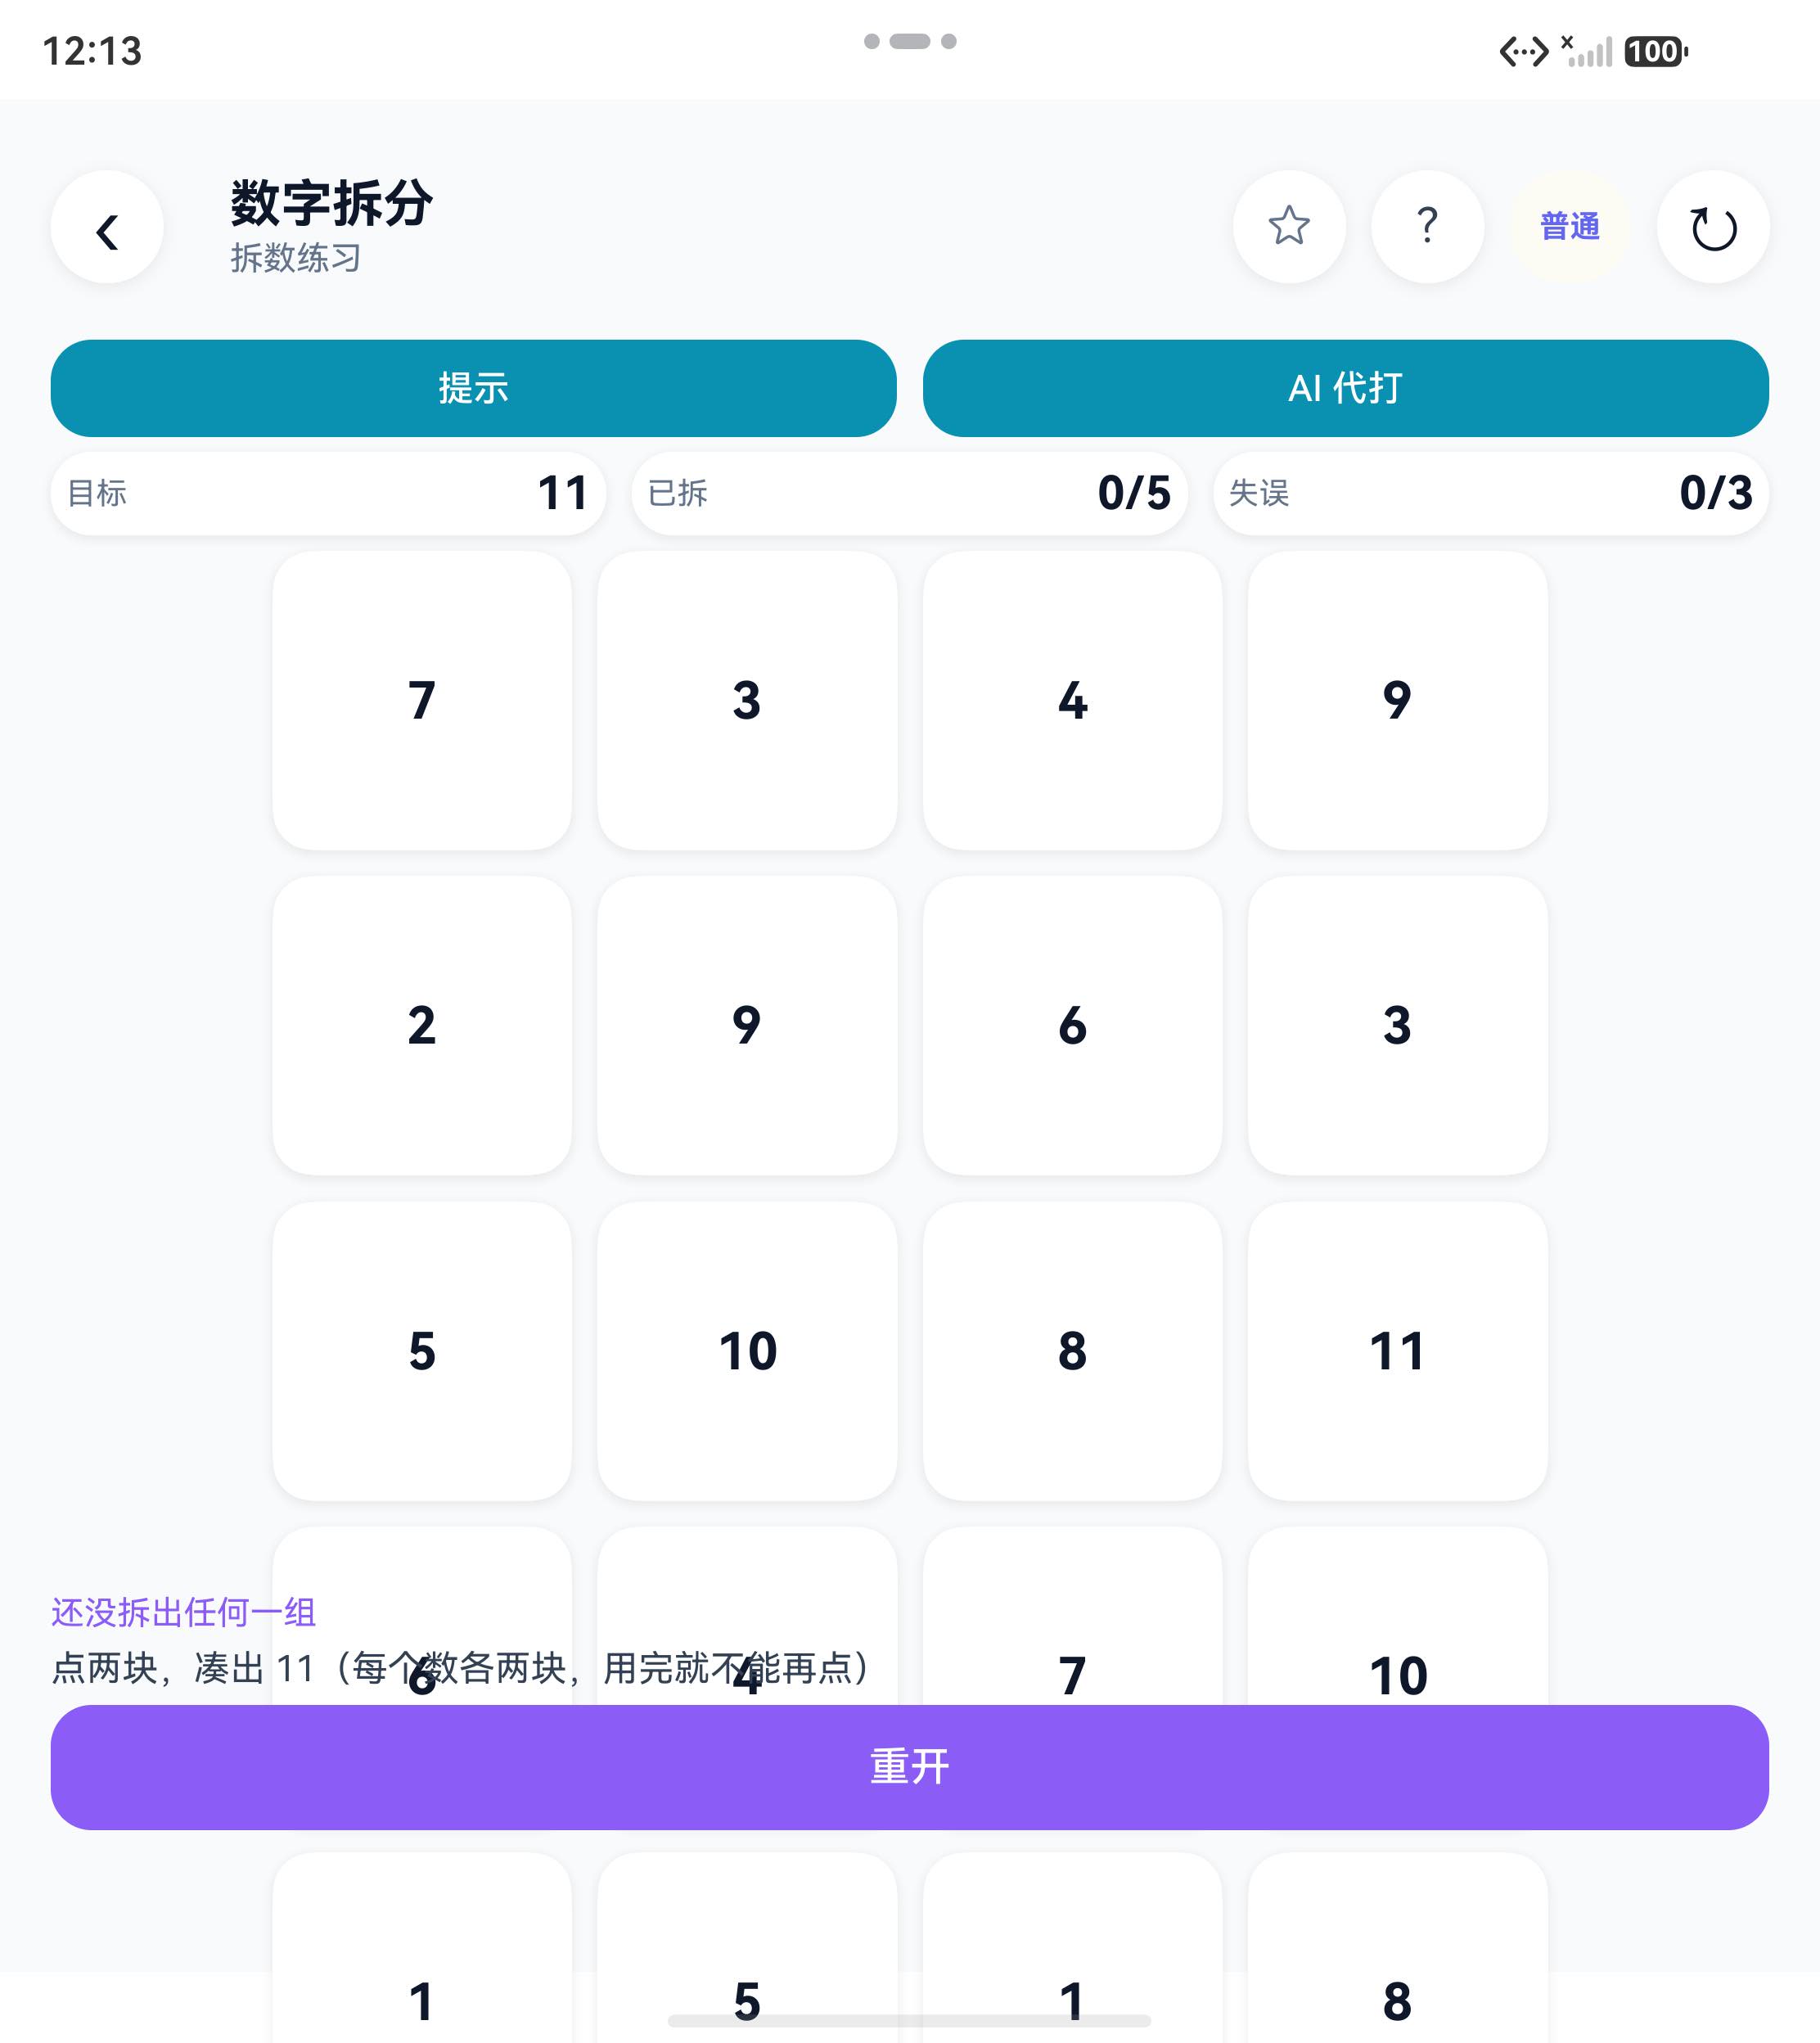 12:13
100
数字拆分
拆数练习
?
普通
提示
AI 代打
目标 11
已拆 0/5
失误 0/3
7 3 4 9
2 9 6 3
5 10 8 11
还没拆出任何一组
点两块，凑出 11（每个数各两块，用完就不能再点）
6 4 7 10
重开
1 5 1 8